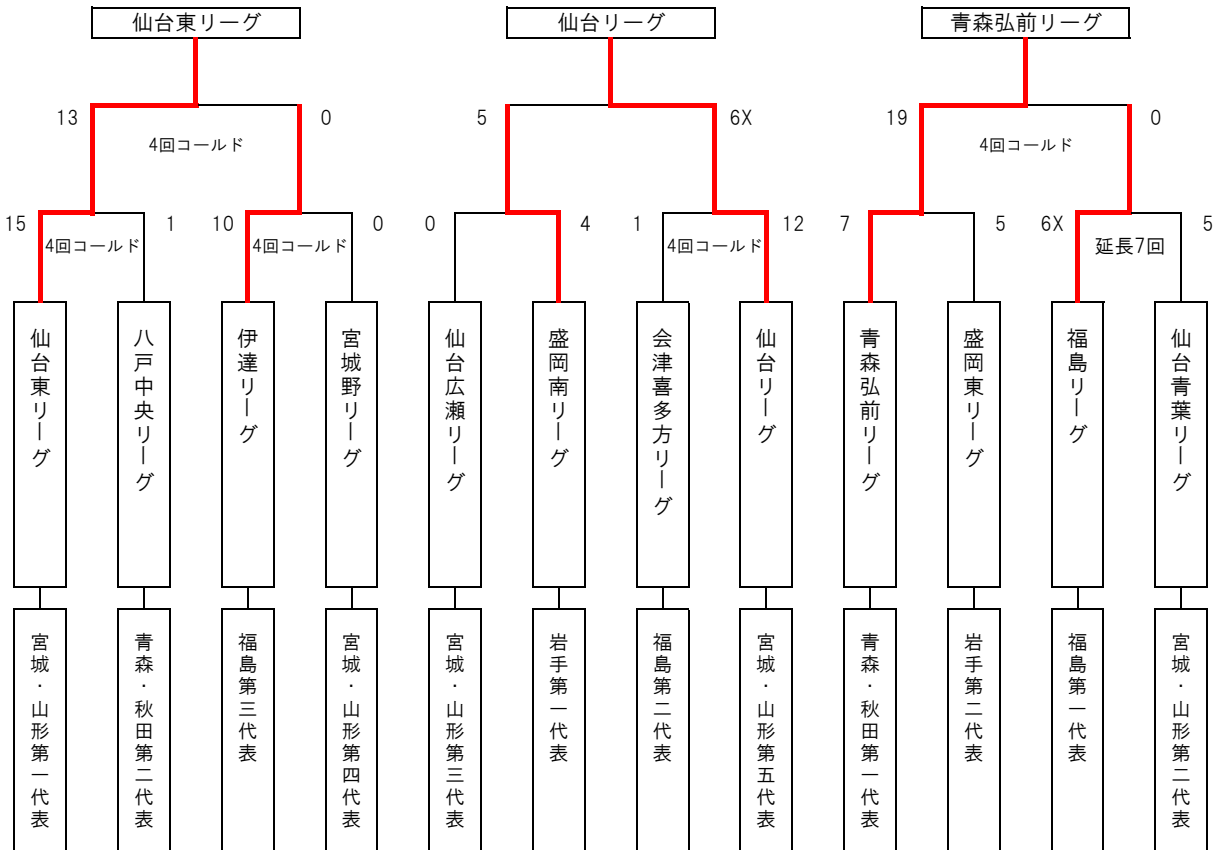 仙台東リーグ
仙台リーグ
青森弘前リーグ
13
0
4回コールド
5
6X
19
0
4回コールド
15
1
4回コールド
10
0
4回コールド
0
4
1
12
4回コールド
7
5
6X
5
延長7回
仙台東リーグ
八戸中央リーグ
伊達リーグ
宮城野リーグ
仙台広瀬リーグ
盛岡南リーグ
会津喜多方リーグ
仙台リーグ
青森弘前リーグ
盛岡東リーグ
福島リーグ
仙台青葉リーグ
宮城・山形第一代表
青森・秋田第二代表
福島第三代表
宮城・山形第四代表
宮城・山形第三代表
岩手第一代表
福島第二代表
宮城・山形第五代表
青森・秋田第一代表
岩手第二代表
福島第一代表
宮城・山形第二代表